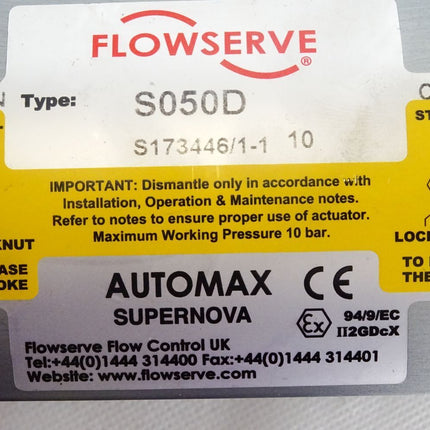 FLOWSERVE
®
Type: S050D
S173446/1-1 10
IMPORTANT: Dismantle only in accordance with
Installation, Operation & Maintenance notes.
Refer to notes to ensure proper use of actuator.
Maximum Working Pressure 10 bar.
KNUT
ASE
OKE
ST
LOC
TO
THE
AUTOMAX CE
SUPERNOVA
Ex 94/9/EC
II2GDcX
Flowserve Flow Control UK
Tel:+44(0)1444 314400 Fax:+44(0)1444 314401
Website: www.flowserve.com